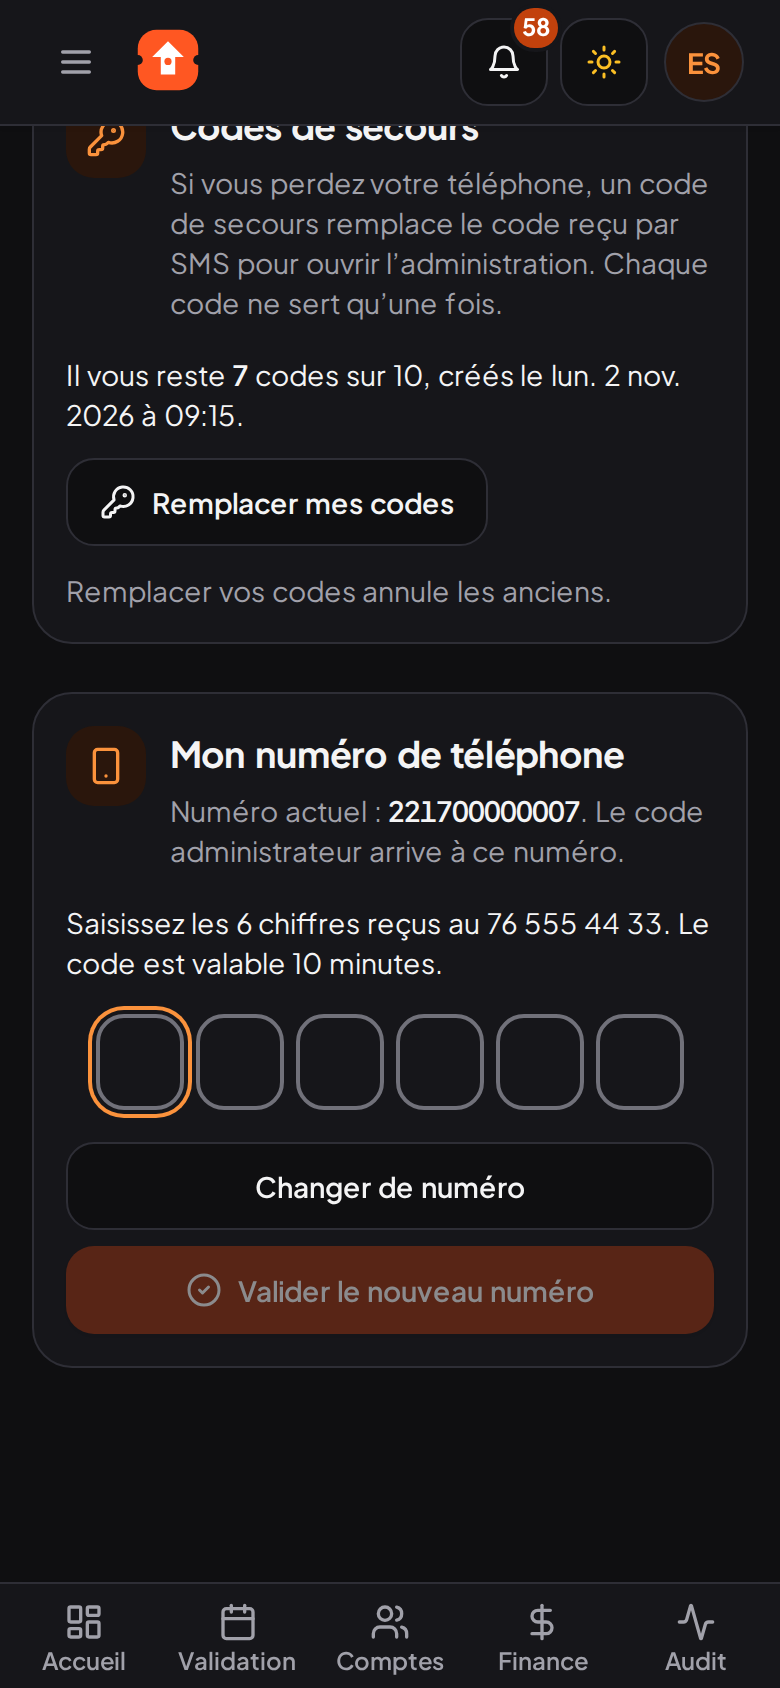 58
ES
Codes de secours
Si vous perdez votre téléphone, un code
de secours remplace le code reçu par
SMS pour ouvrir l’administration. Chaque
code ne sert qu’une fois.
Il vous reste 7 codes sur 10, créés le lun. 2 nov.
2026 à 09:15.
Remplacer mes codes
Remplacer vos codes annule les anciens.
Mon numéro de téléphone
Numéro actuel : 221700000007. Le code
administrateur arrive à ce numéro.
Saisissez les 6 chiffres reçus au 76 555 44 33. Le
code est valable 10 minutes.
Changer de numéro
Valider le nouveau numéro
Accueil
Validation
Comptes
Finance
Audit